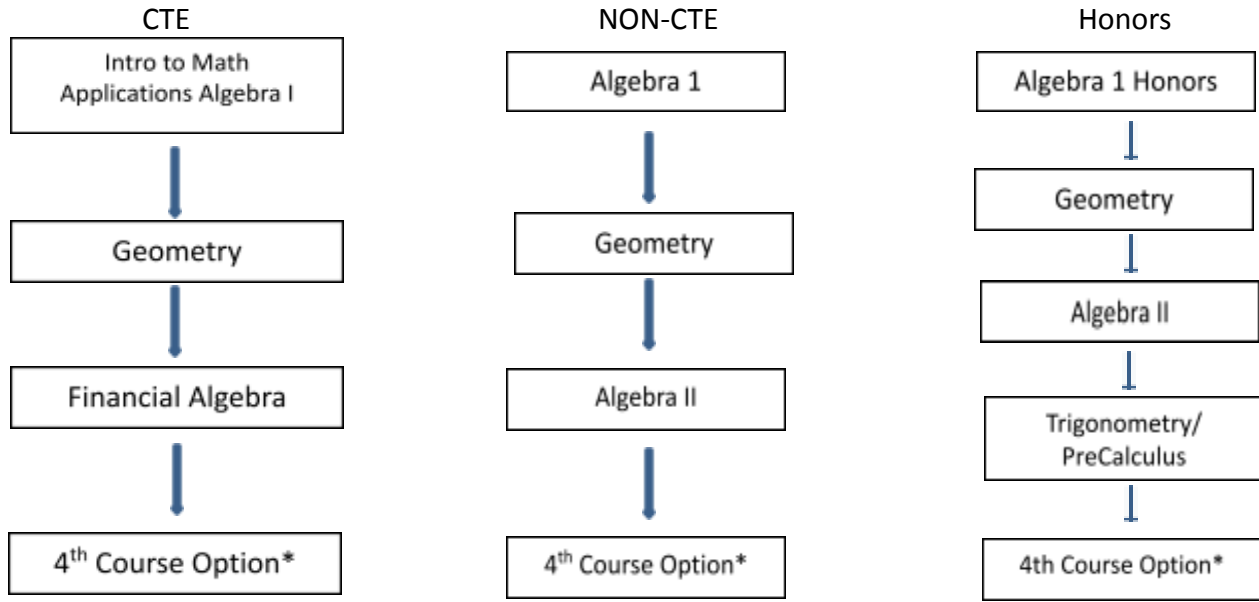 CTE
Intro to Math
Applications Algebra I
Geometry
Financial Algebra
4th Course Option*
NON-CTE
Algebra 1
Geometry
Algebra II
4th Course Option*
Honors
Algebra 1 Honors
Geometry
Algebra II
Trigonometry/
PreCalculus
4th Course Option*